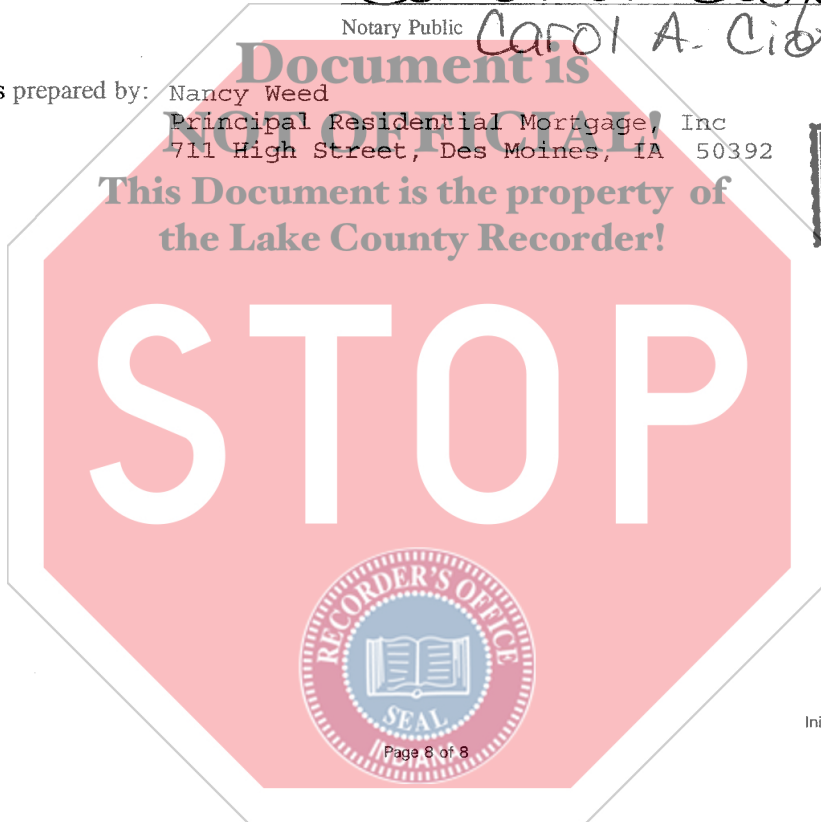 Notary Public Carol A.
Document is
s prepared by: Nancy Weed
NOT OFFICIAL!
Principal Residential Mortgage, Inc
711 High Street, Des Moines, IA 50392
This Document is the property of
the Lake County Recorder!
STOP
RECORDER'S OFFICE
SEAL
INDIANA
Page 8 of 8
Ini